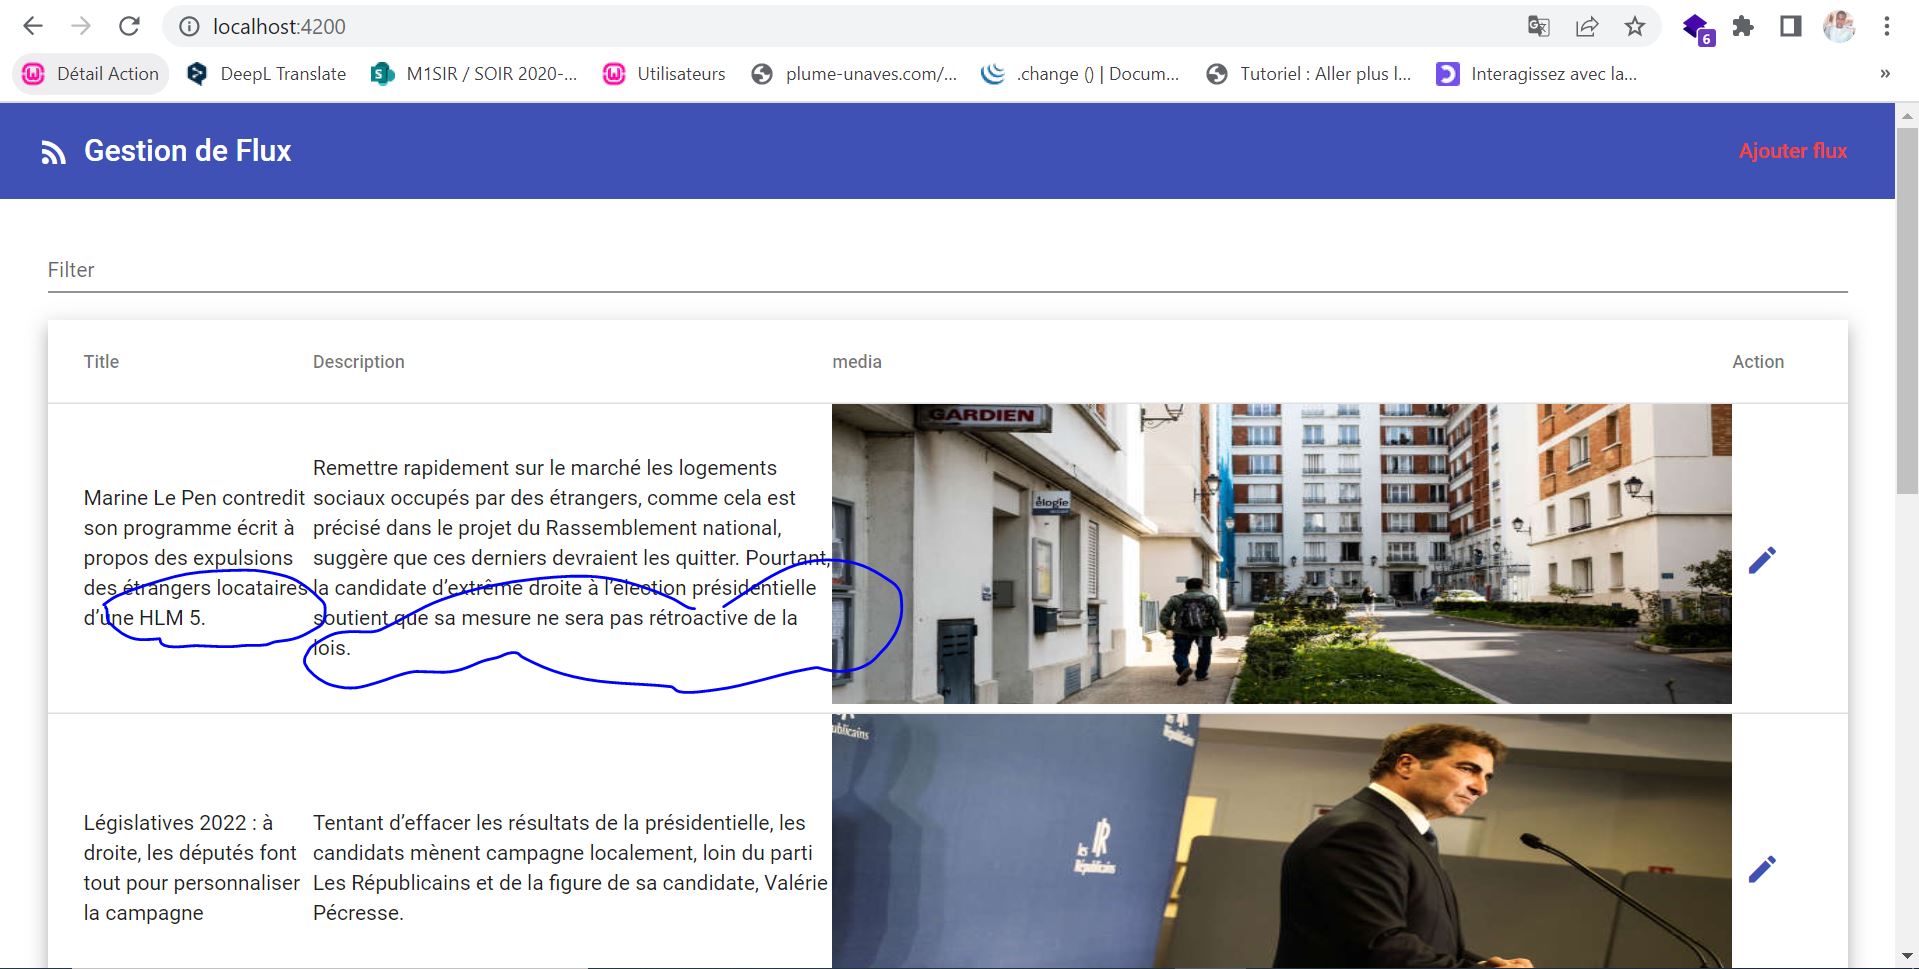 localhost:4200
6
Détail Action
DeepL Translate
M1SIR / SOIR 2020-...
Utilisateurs
plume-unaves.com/...
.change () | Docum...
Tutoriel : Aller plus l...
Interagissez avec la...
»
Gestion de Flux
Ajouter flux
Filter
Title Description media Action
Marine Le Pen contredit
son programme écrit à
propos des expulsions
des étrangers locataires
d’une HLM 5.
Remettre rapidement sur le marché les logements
sociaux occupés par des étrangers, comme cela est
précisé dans le projet du Rassemblement national,
suggère que ces derniers devraient les quitter. Pourtant,
la candidate d’extrême droite à l’élection présidentielle
soutient que sa mesure ne sera pas rétroactive de la
lois.
GARDIEN
élogie
Législatives 2022 : à
droite, les députés font
tout pour personnaliser
la campagne
Tentant d’effacer les résultats de la présidentielle, les
candidats mènent campagne localement, loin du parti
Les Républicains et de la figure de sa candidate, Valérie
Pécresse.
les
Républicains